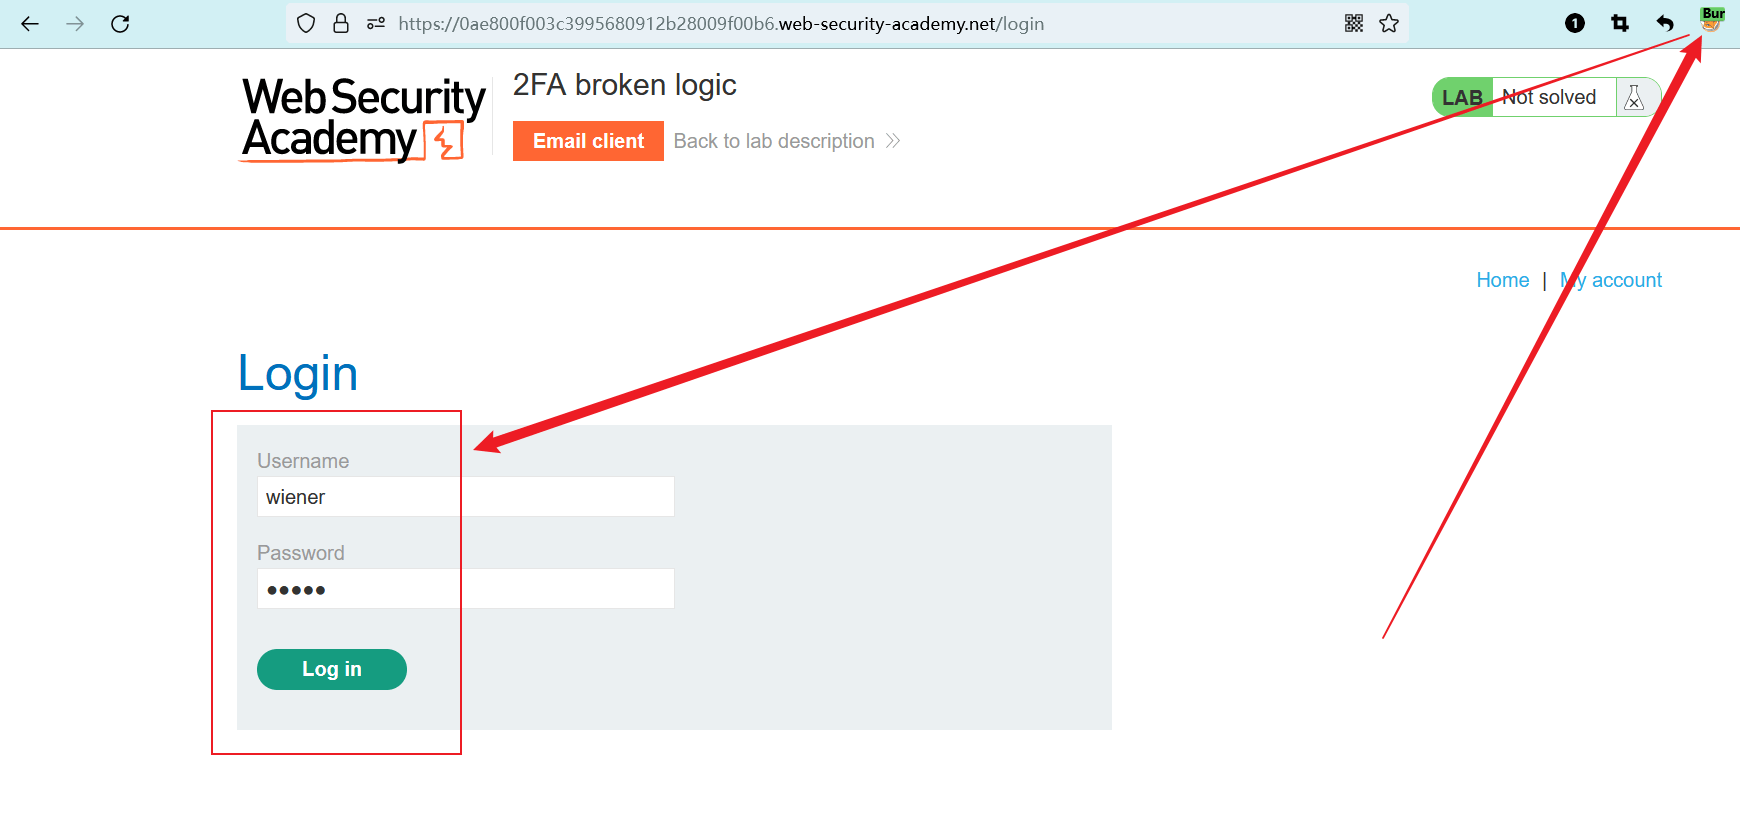 https://0ae800f003c3995680912b28009f00b6.web-security-academy.net/login
1
Bur
Web Security
Academy
2FA broken logic
Email client Back to lab description
LAB Not solved
Home | My account
Login
Username
wiener
Password
Log in